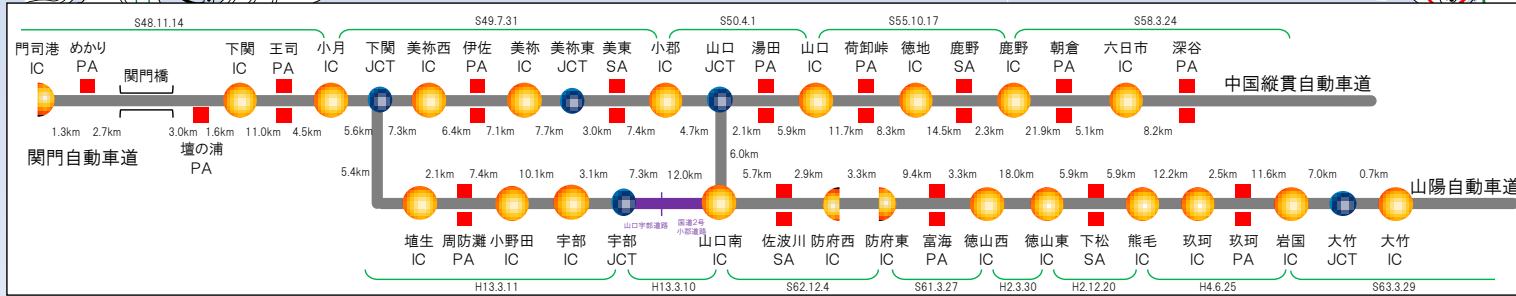 S48.11.14
S49.7.31
S50.4.1
S55.10.17
S58.3.24
門司港
IC
めかり
PA
関門橋
下関
IC
王司
PA
小月
IC
下関
JCT
美祢西
IC
伊佐
PA
美祢
IC
美祢東
JCT
美東
SA
小郡
IC
山口
JCT
湯田
PA
山口
IC
荷卸峠
PA
徳地
IC
鹿野
SA
鹿野
IC
朝倉
PA
六日市
IC
深谷
PA
中国縦貫自動車道
1.3km
2.7km
3.0km
1.6km
11.0km
4.5km
5.6km
7.3km
6.4km
7.1km
7.7km
3.0km
7.4km
4.7km
2.1km
5.9km
11.7km
8.3km
14.5km
2.3km
21.9km
5.1km
8.2km
壇の浦
PA
関門自動車道
6.0km
5.4km
2.1km
7.4km
10.1km
3.1km
7.3km
12.0km
5.7km
2.9km
3.3km
9.4km
3.3km
18.0km
5.9km
5.9km
12.2km
2.5km
11.6km
7.0km
0.7km
山陽自動車道
山口宇部道路
国道2号
小郡道路
埴生
IC
周防灘
PA
小野田
IC
宇部
IC
宇部
JCT
山口南
IC
佐波川
SA
防府西
IC
防府東
IC
富海
PA
徳山西
IC
徳山東
IC
下松
SA
熊毛
IC
玖珂
IC
玖珂
PA
岩国
IC
大竹
JCT
大竹
IC
H13.3.11
H13.3.10
S62.12.4
S61.3.27
H2.3.30
H2.12.20
H4.6.25
S63.3.29